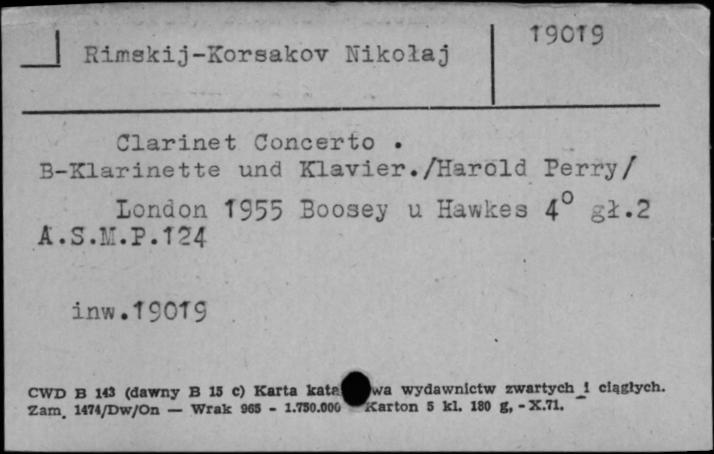 19019
Rimskij-Korsakov Nikołaj
Clarinet Concerto .
B-Klarinette und Klavier./Harold Perry/
London 1955 Boosey u Hawkes 4° gł.2
A.S.M.P.124
inw.19019
CWD B 143 (dawny B 15 c) Karta kata wa wydawnictw zwartych i ciągłych.
Zam. 1474/Dw/On — Wrak 965 - 1.750.000 Karton 5 kl. 180 g, - X.71.